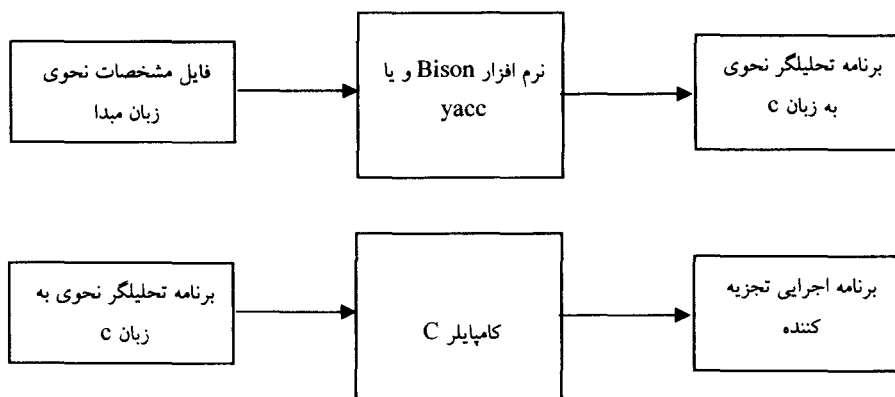 فایل مشخصات نحوی
زبان مبدا
نرم افزار Bison و یا
yacc
برنامه تحلیلگر نحوی
به زبان c
برنامه تحلیلگر نحوی به
زبان c
کامپایلر C
برنامه اجرایی تجزیه
کننده